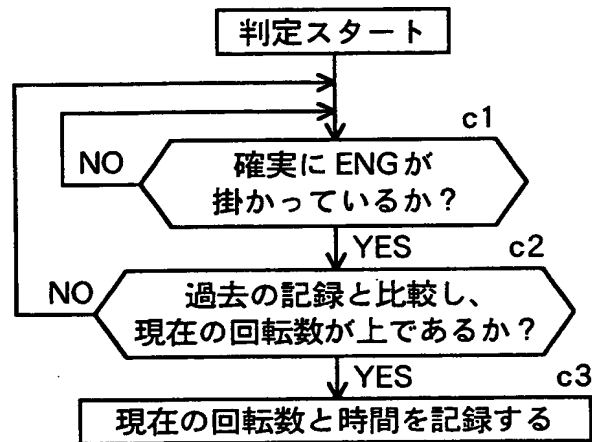 判定スタート
c1
NO
確実にENGが
掛かっているか？
YES
c2
NO
過去の記録と比較し、
現在の回転数が上であるか？
YES
c3
現在の回転数と時間を記録する